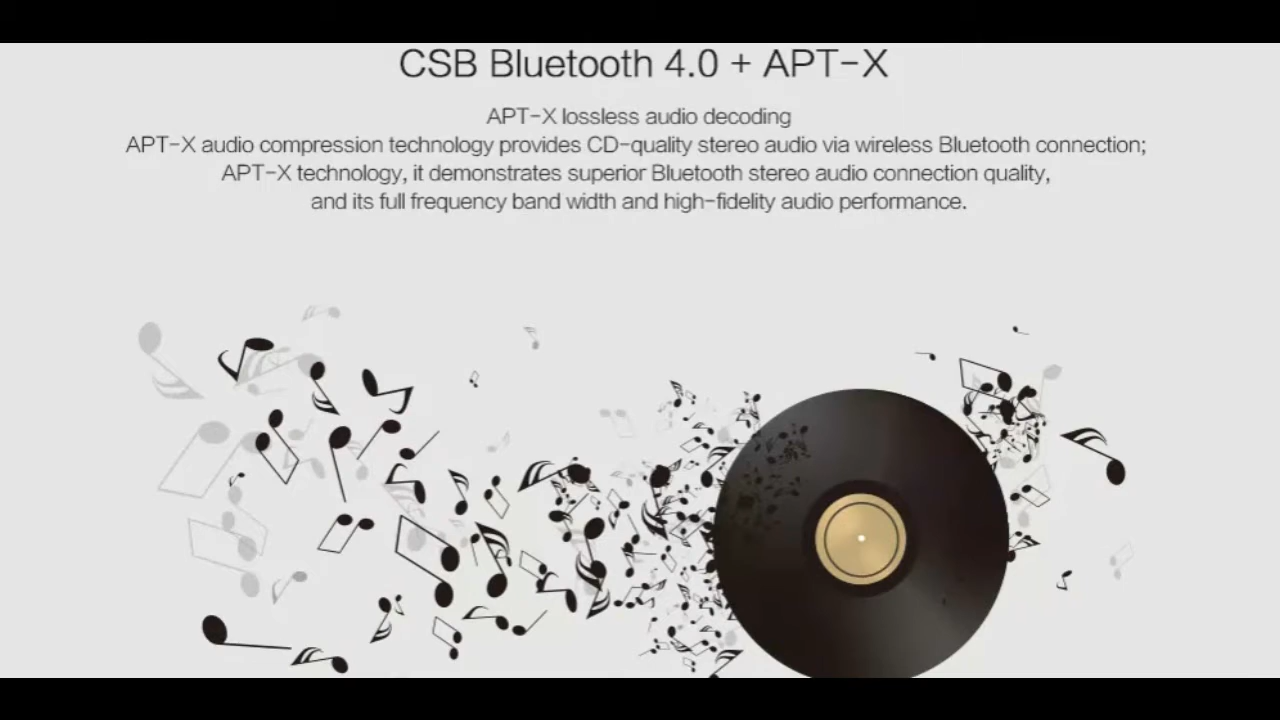 CSB Bluetooth 4.0 + APT-X
APT-X lossless audio decoding
APT-X audio compression technology provides CD-quality stereo audio via wireless Bluetooth connection;
APT-X technology, it demonstrates superior Bluetooth stereo audio connection quality,
and its full frequency band width and high-fidelity audio performance.